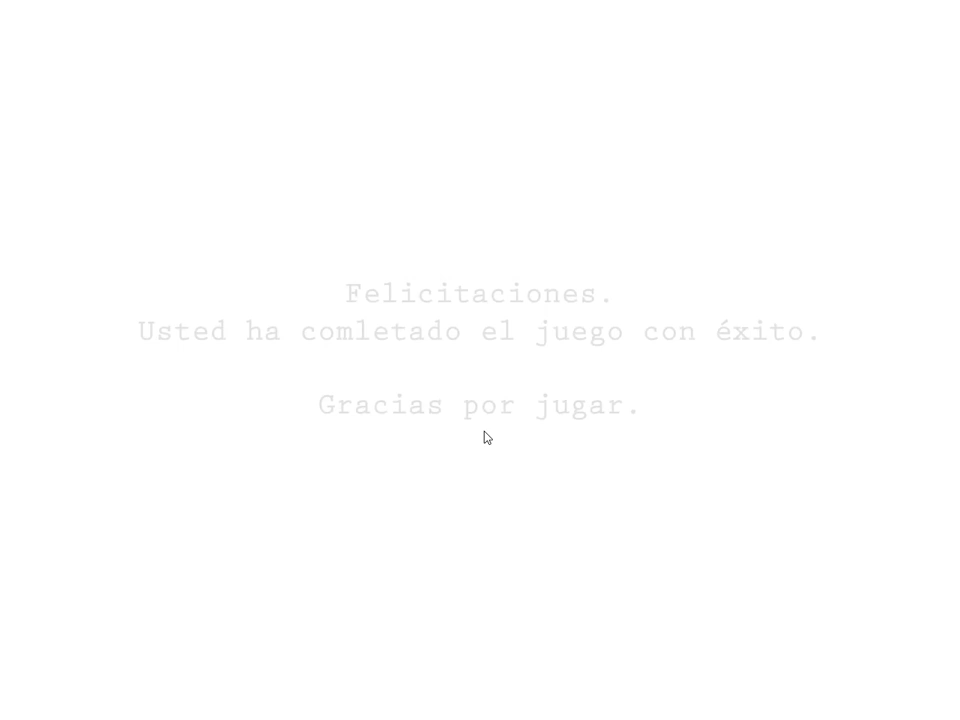 Felicitaciones.
Usted ha comletado el juego con éxito.
Gracias por jugar.